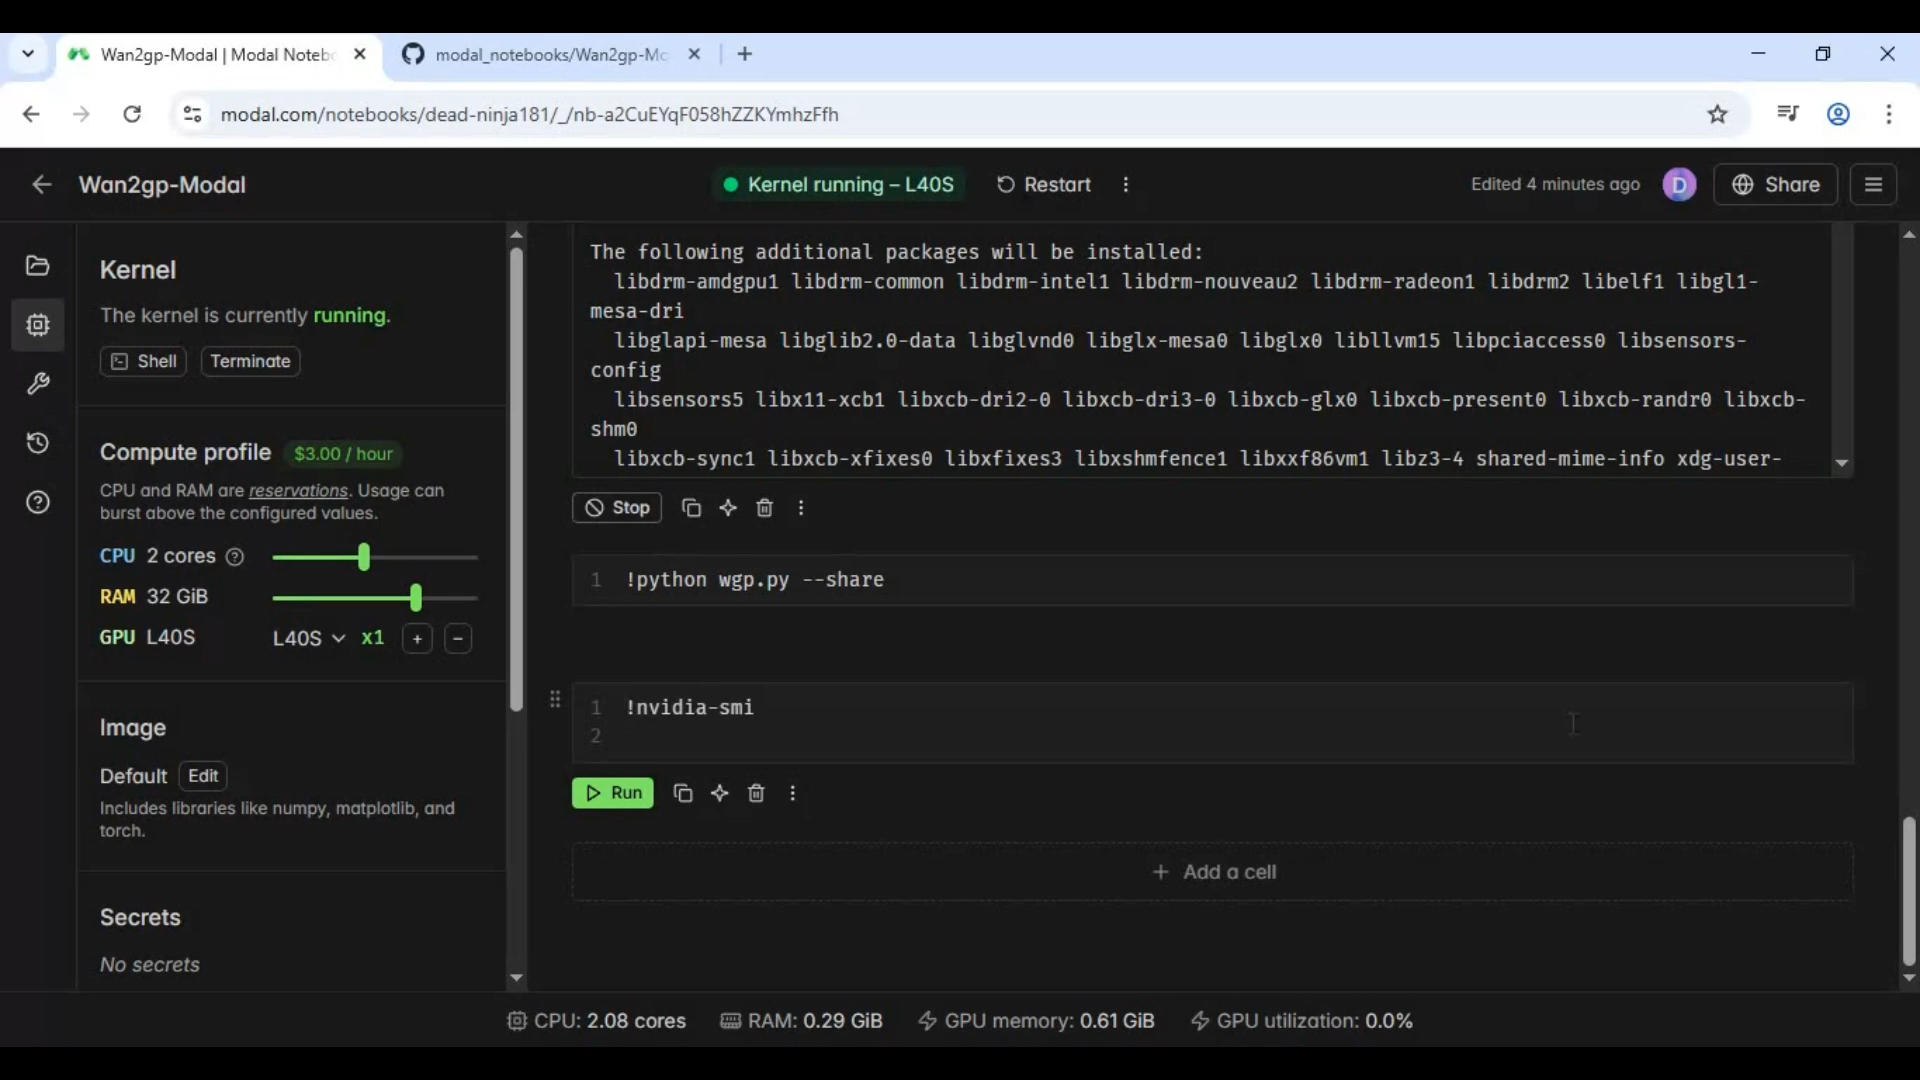 Wan2gp-Modal | Modal Notebo
modal_notebooks/Wan2gp-Mo
modal.com/notebooks/dead-ninja181/_/nb-a2CuEYqF058hZZKYmhzFfh
Wan2gp-Modal
Kernel running – L40S
Restart
Edited 4 minutes ago
D
Share
Kernel
The kernel is currently running.
Shell
Terminate
Compute profile
$3.00 / hour
CPU and RAM are reservations. Usage can
burst above the configured values.
CPU 2 cores
RAM 32 GiB
GPU L40S
L40S
x1
+
-
Image
Default
Edit
Includes libraries like numpy, matplotlib, and
torch.
Secrets
No secrets
The following additional packages will be installed:
libdrm-amdgpu1 libdrm-common libdrm-intel1 libdrm-nouveau2 libdrm-radeon1 libdrm2 libelf1 libgl1-
mesa-dri
libglapi-mesa libglib2.0-data libglvnd0 libglx-mesa0 libglx0 libllvm15 libpciaccess0 libsensors-
config
libsensors5 libx11-xcb1 libxcb-dri2-0 libxcb-dri3-0 libxcb-glx0 libxcb-present0 libxcb-randr0 libxcb-
shm0
libxcb-sync1 libxcb-xfixes0 libxfixes3 libxshmfence1 libxxf86vm1 libz3-4 shared-mime-info xdg-user-
Stop
1 !python wgp.py --share
1 !nvidia-smi
2
Run
+ Add a cell
CPU: 2.08 cores
RAM: 0.29 GiB
GPU memory: 0.61 GiB
GPU utilization: 0.0%